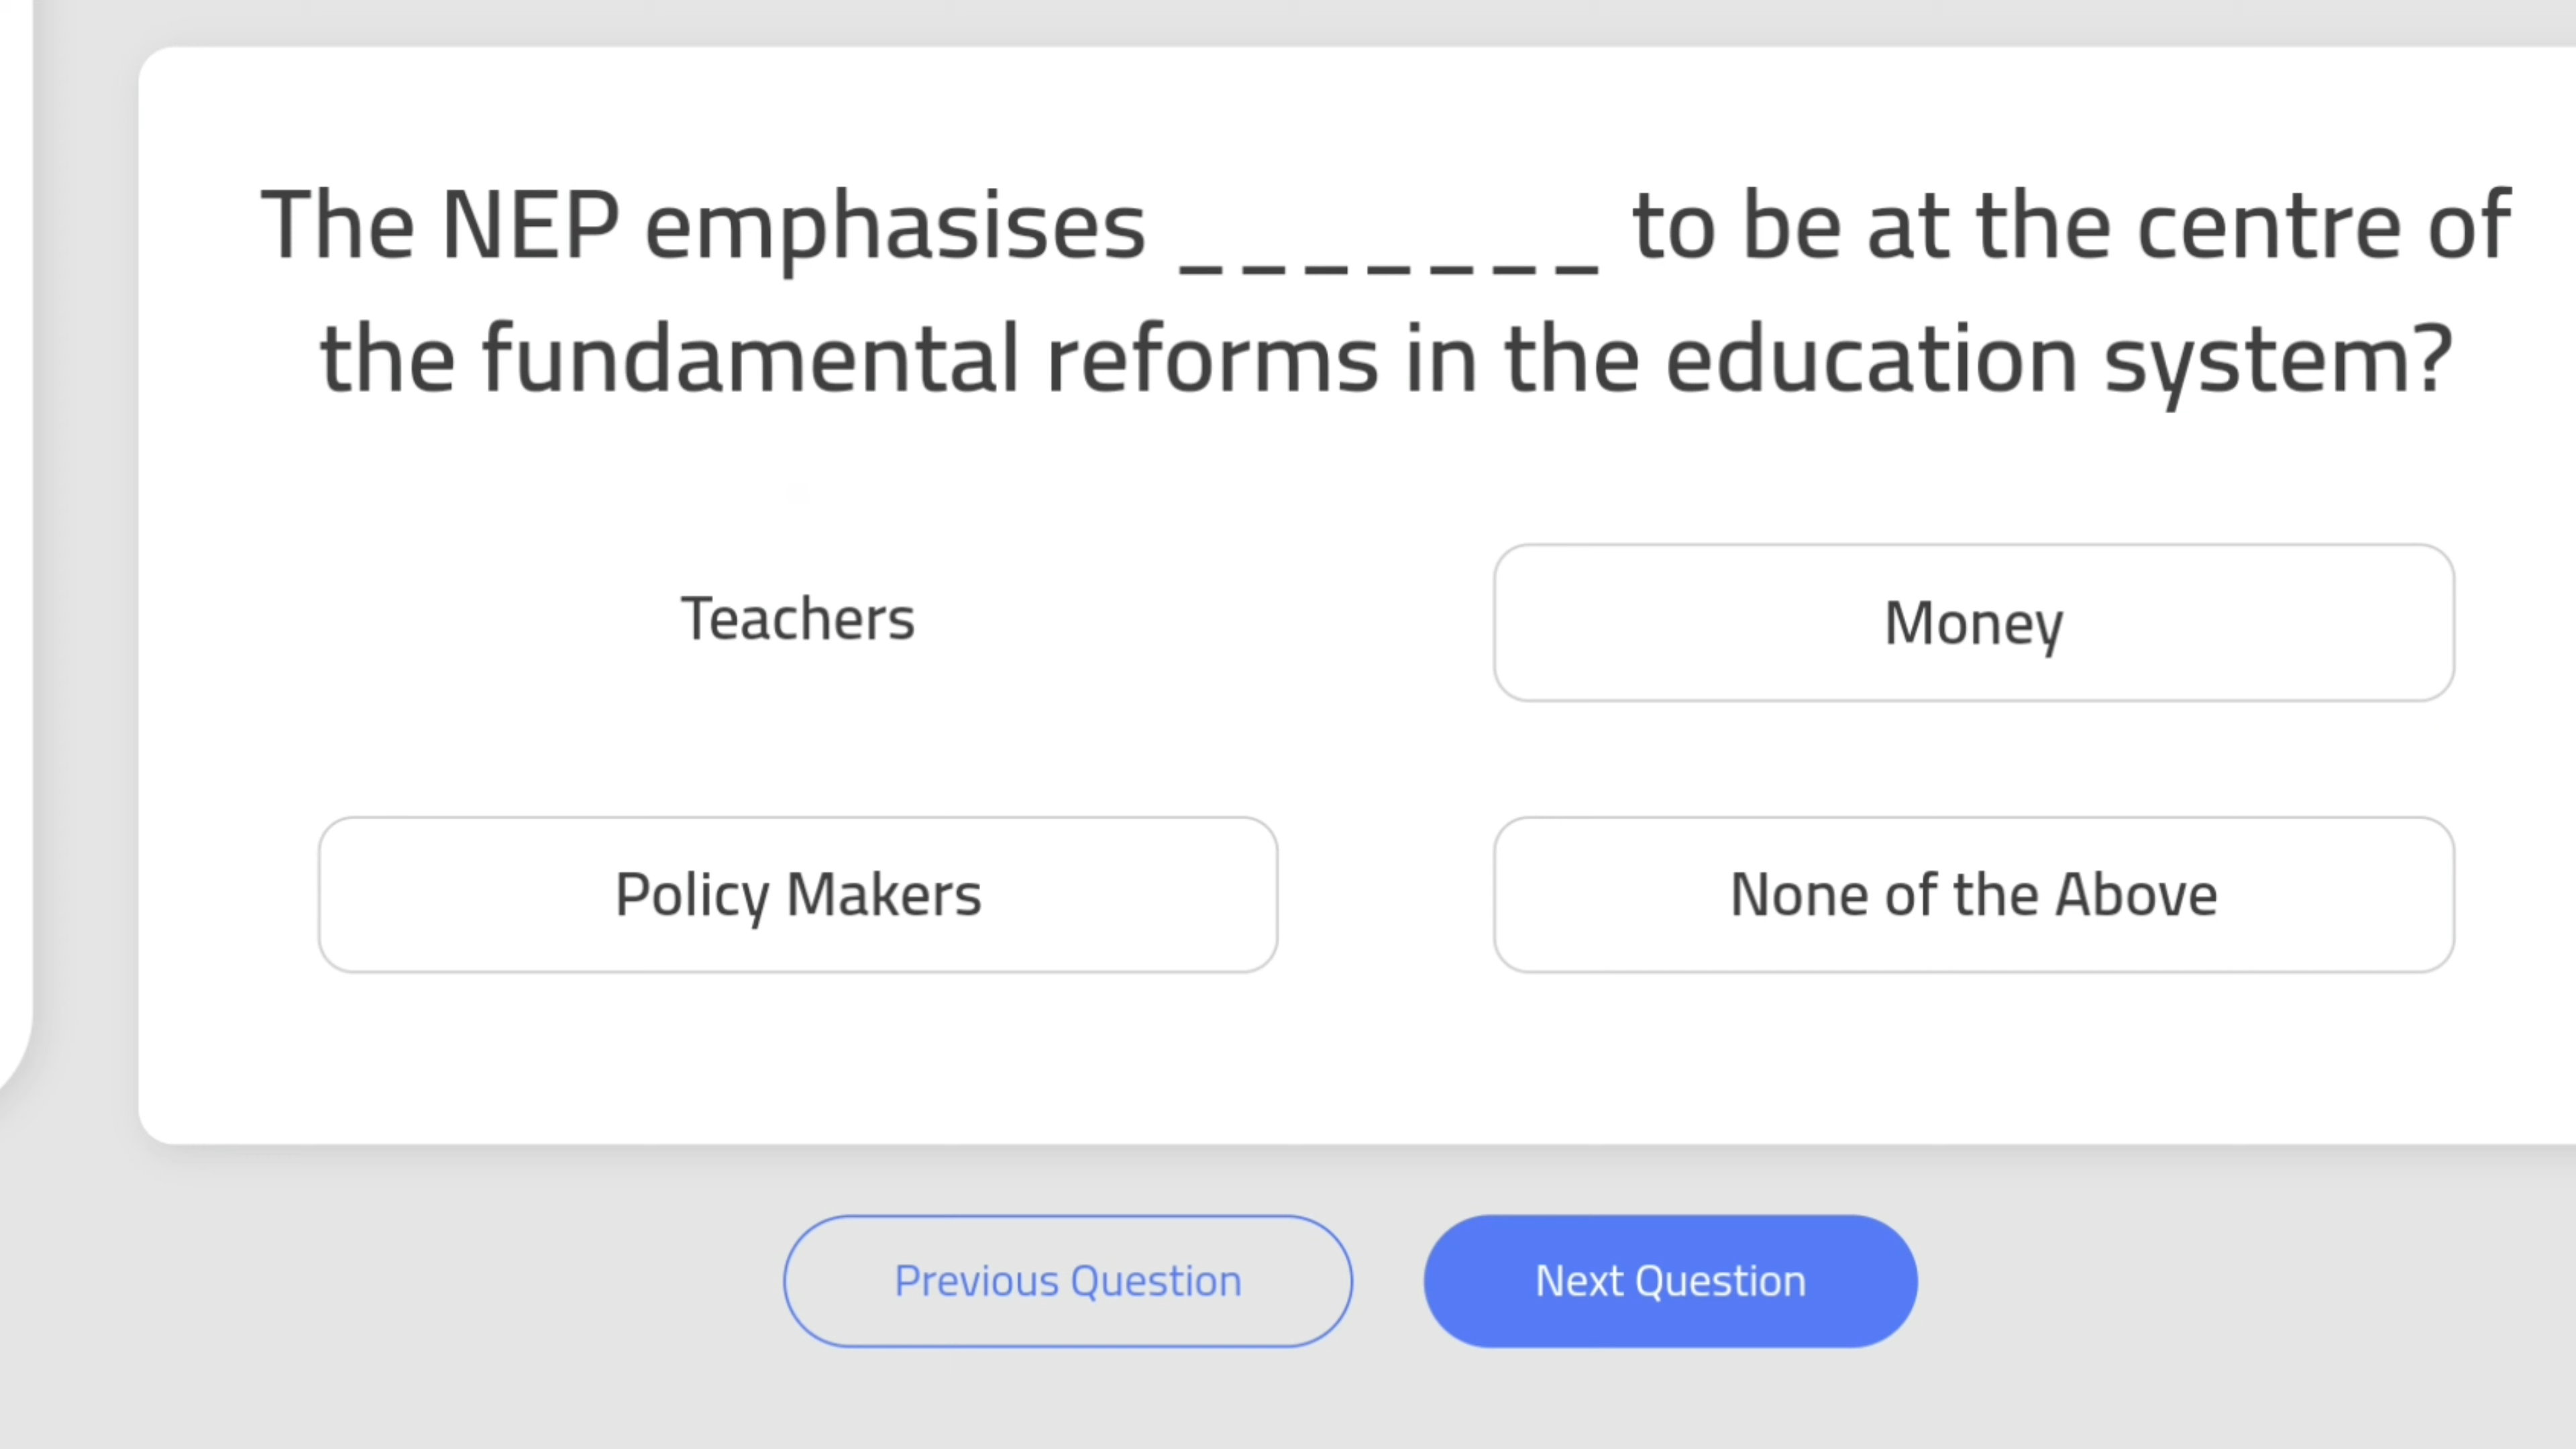 The NEP emphasises _______ to be at the centre of
the fundamental reforms in the education system?
Teachers
Money
Policy Makers
None of the Above
Previous Question
Next Question